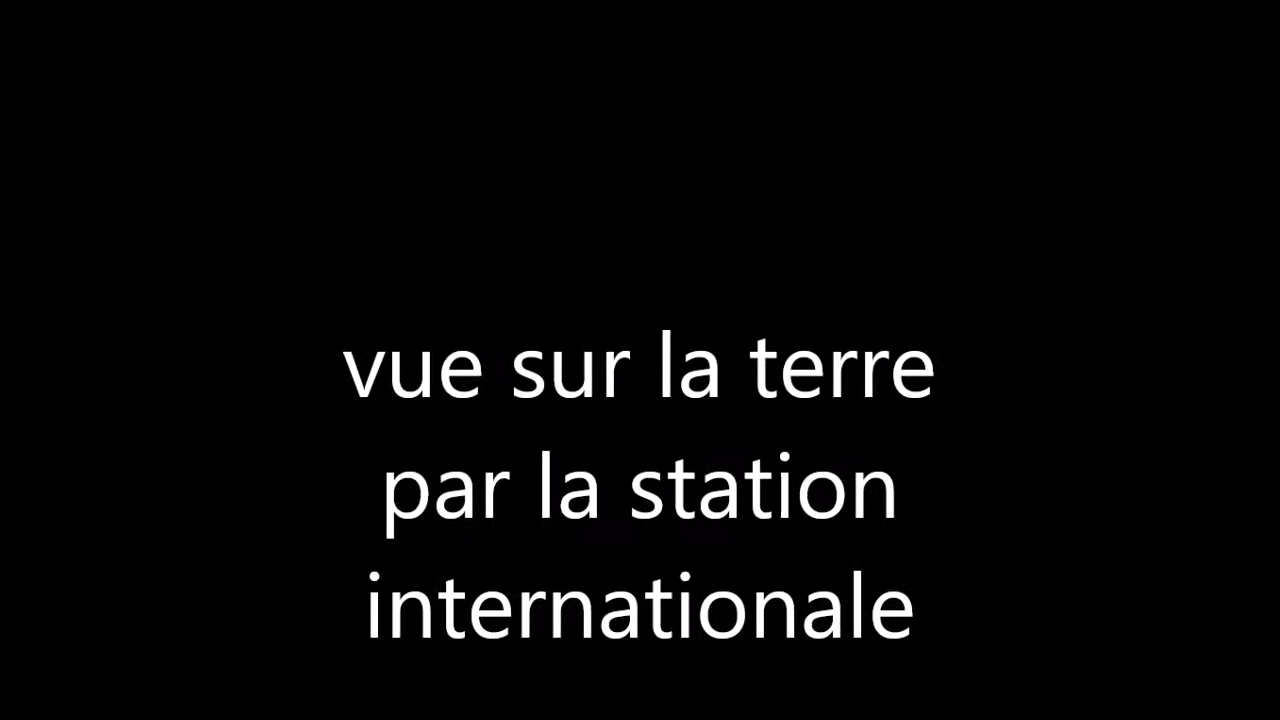 vue sur la terre
par la station
internationale